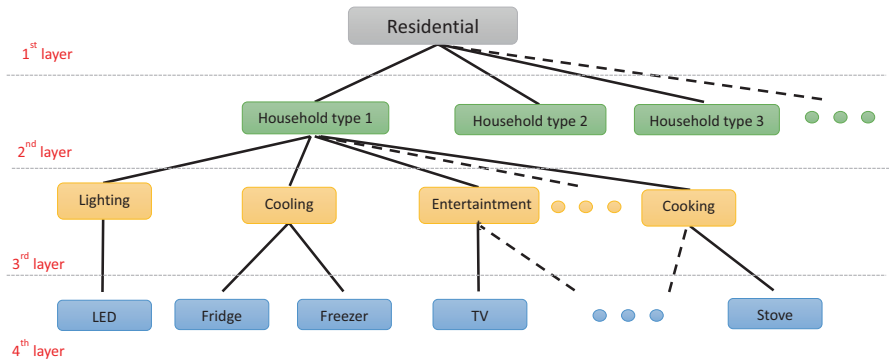 Residential
1st layer
Household type 1
Household type 2
Household type 3
2nd layer
Lighting
Cooling
Entertaintment
Cooking
3rd layer
LED
Fridge
Freezer
TV
Stove
4th layer